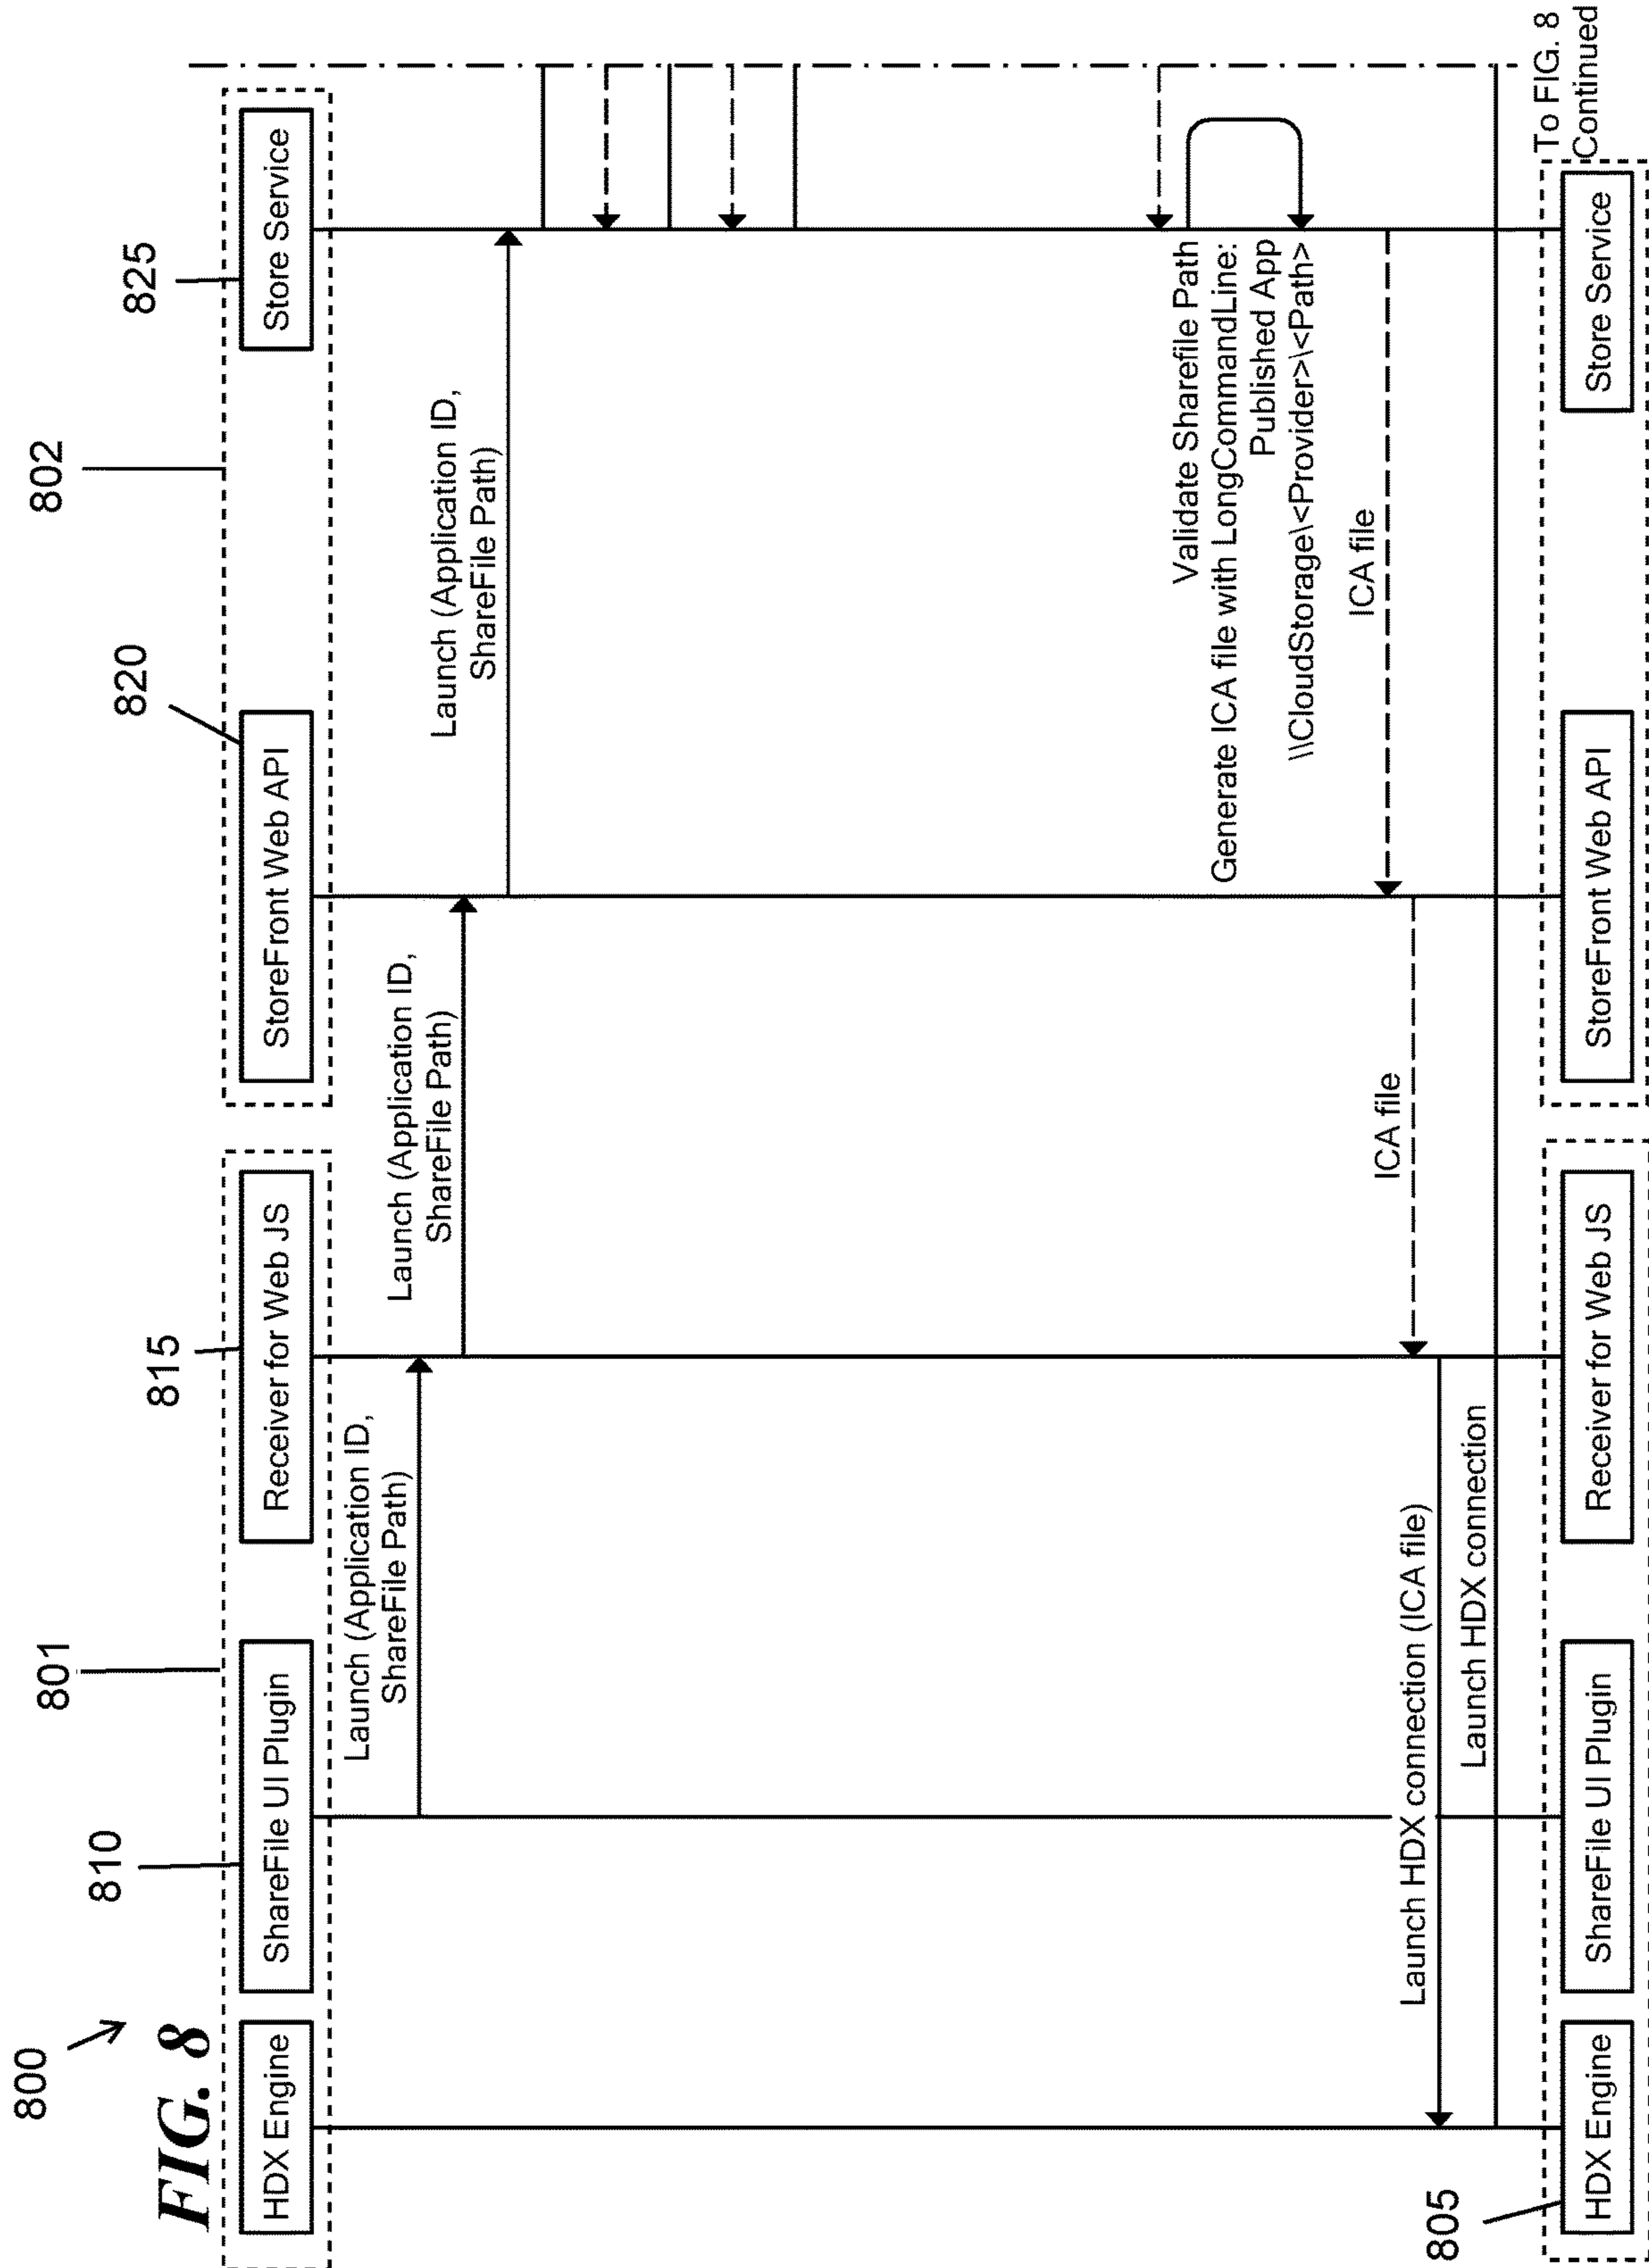 FIG. 8
800
801
802
810
815
820
825
HDX Engine
ShareFile UI Plugin
Receiver for Web JS
StoreFront Web API
Store Service
Launch (Application ID,
ShareFile Path)
Launch (Application ID,
ShareFile Path)
Launch (Application ID,
ShareFile Path)
Validate Sharefile Path
Generate ICA file with LongCommandLine:
Published App
\\CloudStorage\<Provider>\<Path>
ICA file
ICA file
Launch HDX connection (ICA file)
Launch HDX connection
805
HDX Engine
ShareFile UI Plugin
Receiver for Web JS
StoreFront Web API
Store Service
To FIG. 8
Continued